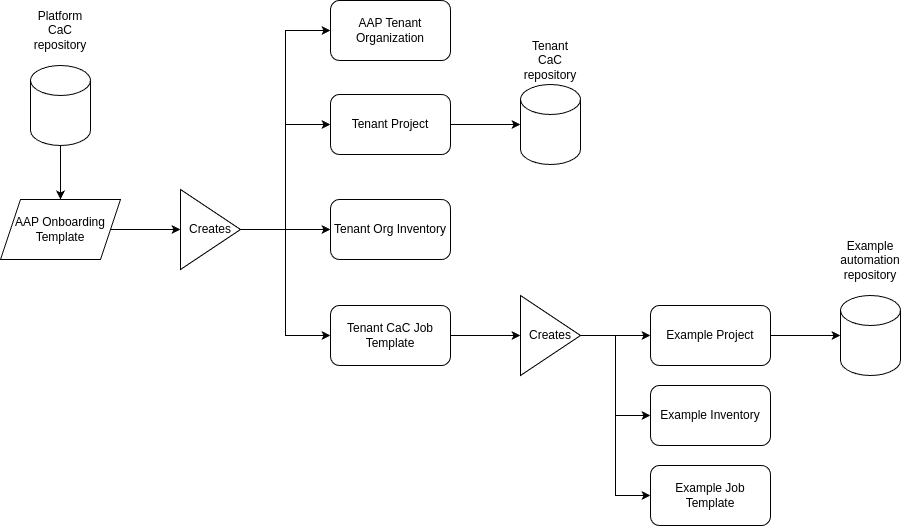 Platform
CaC
repository
AAP Tenant
Organization
Tenant
CaC
repository
Tenant Project
AAP Onboarding
Template
Creates
Tenant Org Inventory
Example
automation
repository
Tenant CaC Job
Template
Creates
Example Project
Example Inventory
Example Job
Template